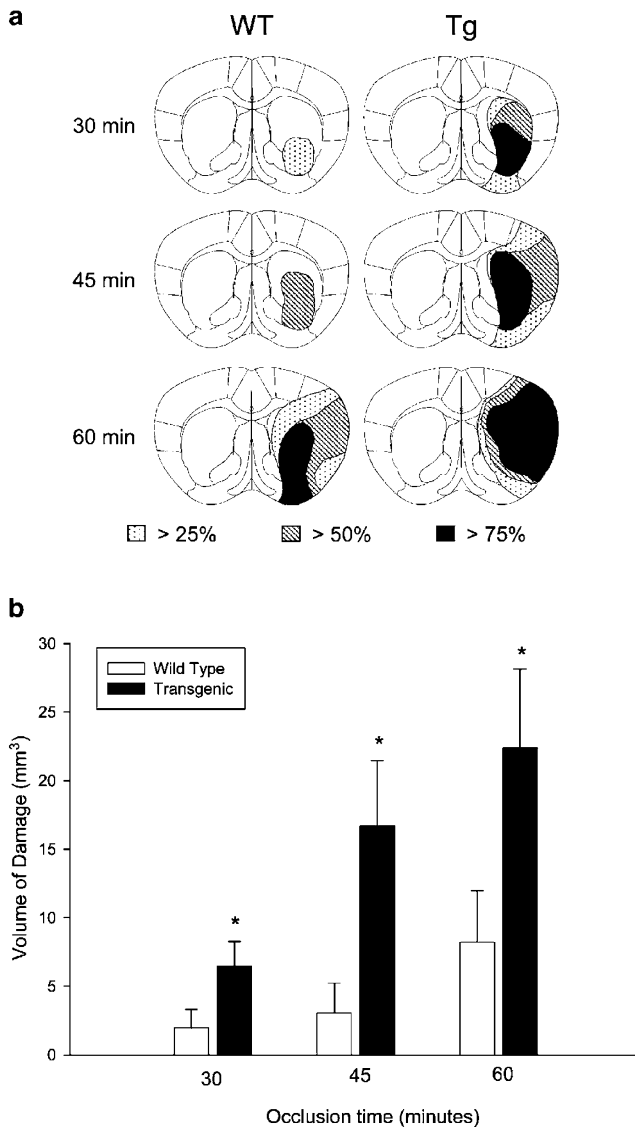 a
WT Tg
30 min
45 min
60 min
> 25% > 50% > 75%
b
Wild Type
Transgenic
Volume of Damage (mm³)
30
25
20
15
10
5
0
* * *
30 45 60
Occlusion time (minutes)